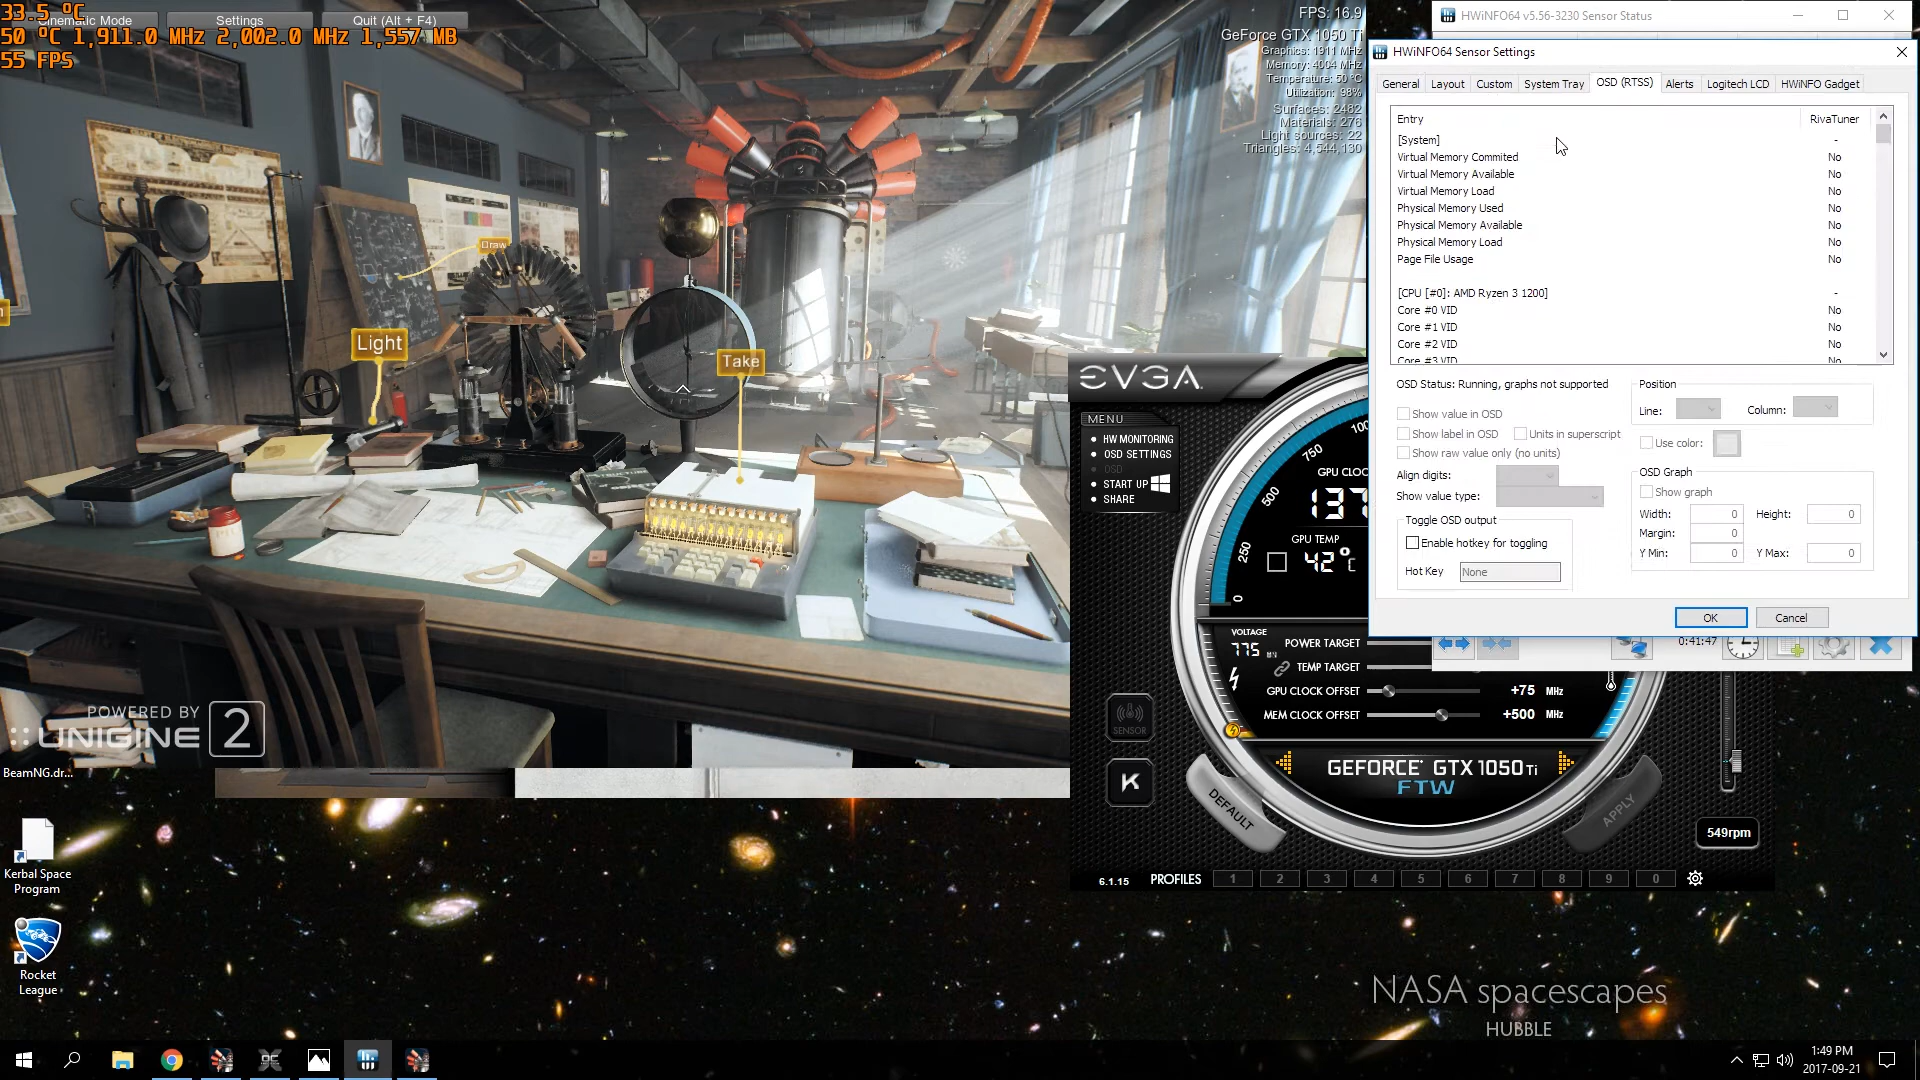 33.5 ºC
Cinematic Mode
Settings
Quit (Alt + F4)
50 ºC 1,911.0 MHz 2,002.0 MHz 1,557 MB
55 FPS
FPS: 16.9
GeForce GTX 1050 Ti
Graphics: 1911 MHz
Memory: 4004 MHz
Temperature: 50 °C
Utilization: 98%
Surfaces: 2462
Materials: 276
Light sources: 22
Triangles: 4,544,130
Draw
Light
Take
POWERED BY
UNIGINE 2
HWiNFO64 v5.56-3230 Sensor Status
HWiNFO64 Sensor Settings
General Layout Custom System Tray OSD (RTSS) Alerts Logitech LCD HWiNFO Gadget
Entry RivaTuner
[System] -
Virtual Memory Commited No
Virtual Memory Available No
Virtual Memory Load No
Physical Memory Used No
Physical Memory Available No
Physical Memory Load No
Page File Usage No
[CPU [#0]: AMD Ryzen 3 1200] -
Core #0 VID No
Core #1 VID No
Core #2 VID No
Core #3 VID No
OSD Status: Running, graphs not supported
Show value in OSD
Show label in OSD Units in superscript
Show raw value only (no units)
Align digits:
Show value type:
Toggle OSD output
Enable hotkey for toggling
Hot Key None
Position
Line: Column:
Use color:
OSD Graph
Show graph
Width: 0 Height: 0
Margin: 0
Y Min: 0 Y Max: 0
OK Cancel
0:41:47
EVGA
MENU
HW MONITORING
OSD SETTINGS
OSD
START UP
SHARE
0
250
500
750
GPU CLOC
137
GPU TEMP
42°C
VOLTAGE
775 mV
POWER TARGET
TEMP TARGET
GPU CLOCK OFFSET +75 MHz
MEM CLOCK OFFSET +500 MHz
SENSOR
K
GEFORCE GTX 1050 Ti
FTW
DEFAULT
APPLY
549rpm
6.1.15 PROFILES 1 2 3 4 5 6 7 8 9 0
BeamNG.dr...
Kerbal Space
Program
Rocket
League
NASA spacescapes
HUBBLE
1:49 PM
2017-09-21